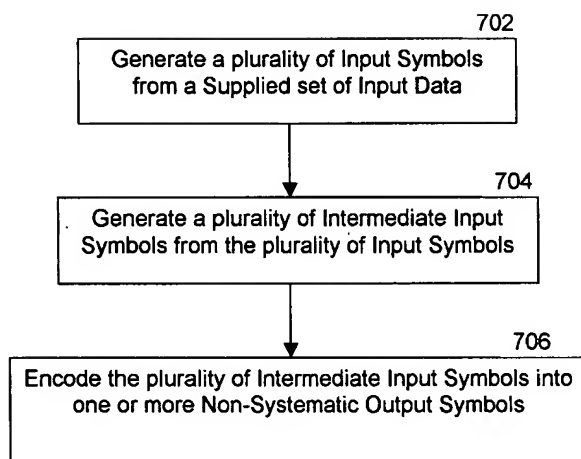 702
Generate a plurality of Input Symbols
from a Supplied set of Input Data
704
Generate a plurality of Intermediate Input
Symbols from the plurality of Input Symbols
706
Encode the plurality of Intermediate Input Symbols into
one or more Non-Systematic Output Symbols